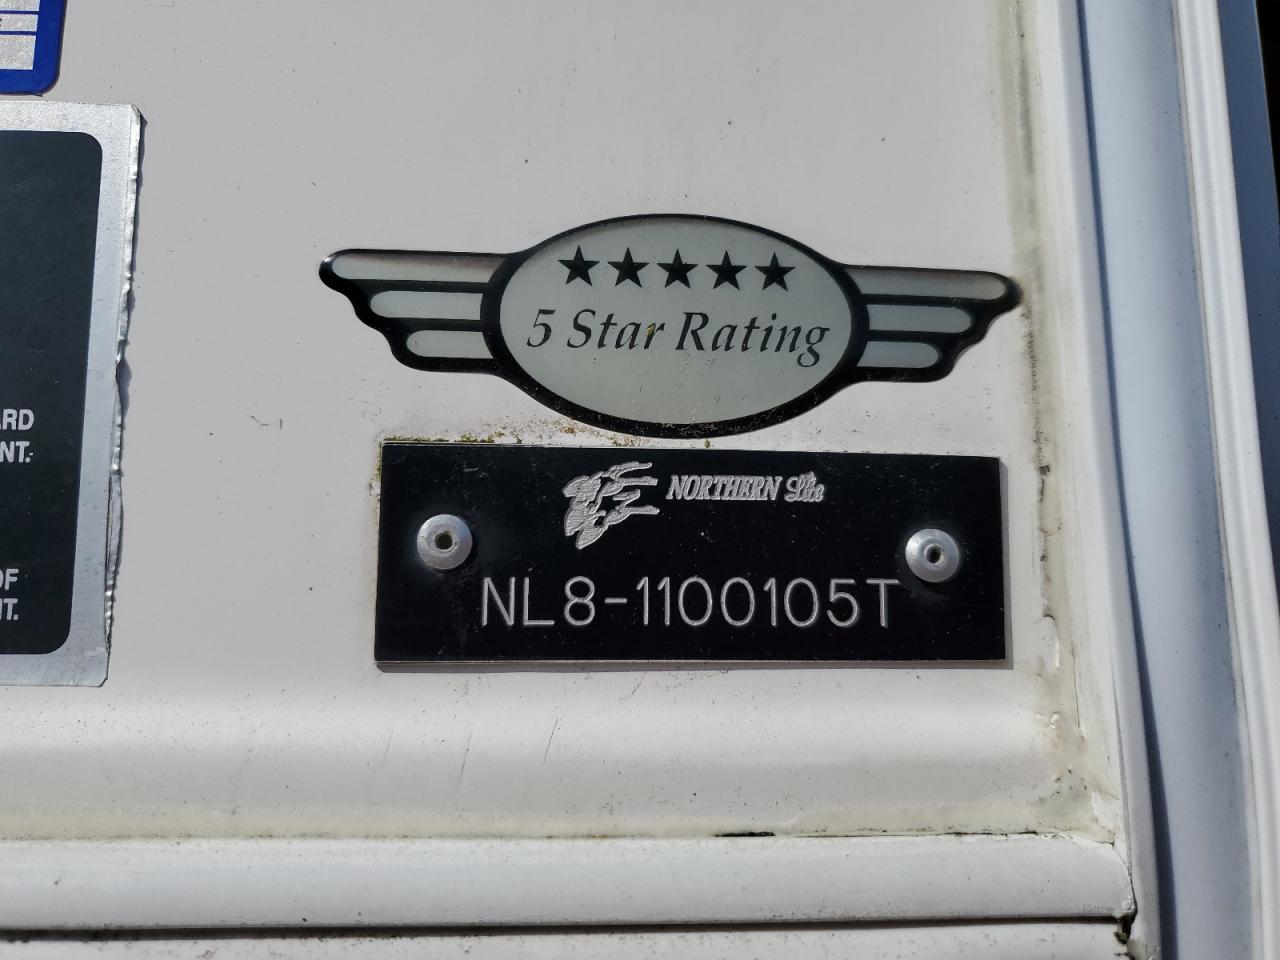 ARD
NT.
OF
NT.
5 Star Rating
NORTHERN Lite
NL8-1100105T